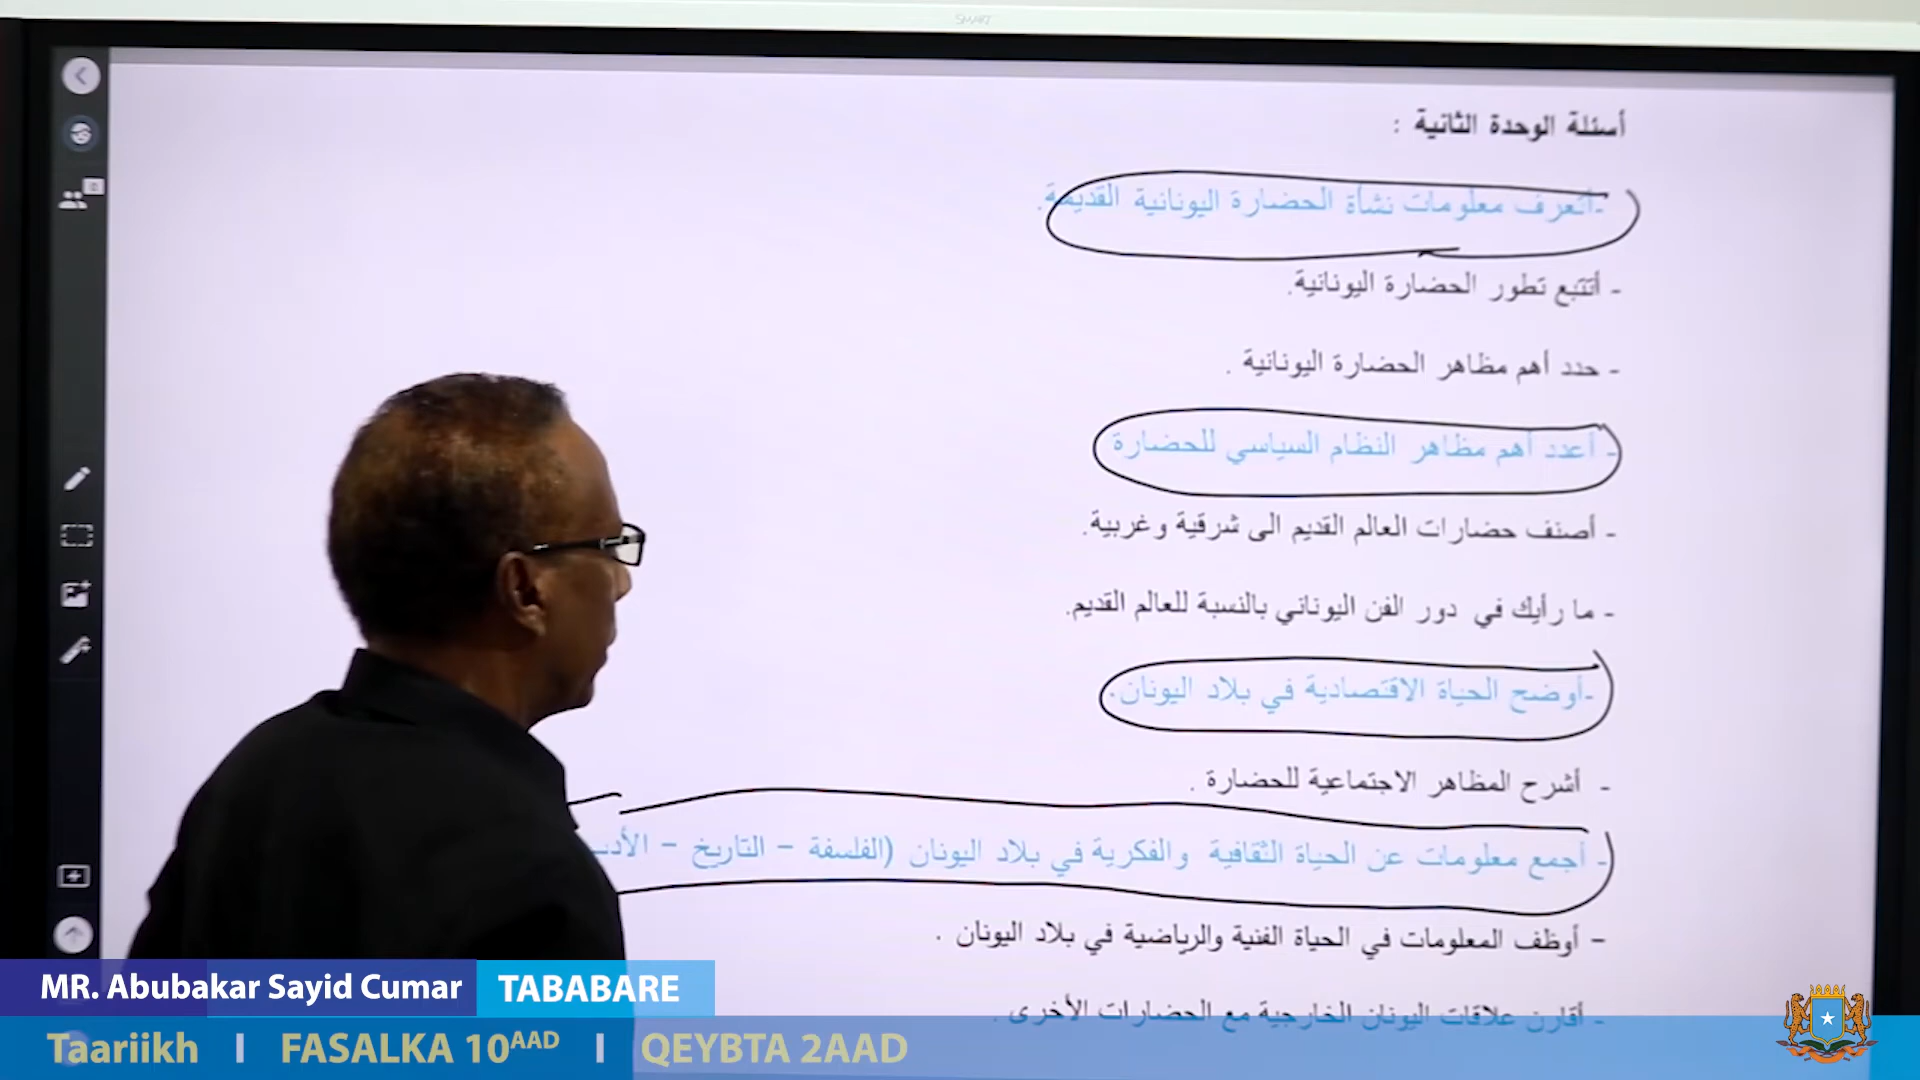 SMART
أسئلة الوحدة الثانية :
-أتعرف معلومات نشأة الحضارة اليونانية القديمة.
- أتتبع تطور الحضارة اليونانية.
- حدد أهم مظاهر الحضارة اليونانية .
- أعدد أهم مظاهر النظام السياسي للحضارة
- أصنف حضارات العالم القديم الى شرقية وغربية.
- ما رأيك في دور الفن اليوناني بالنسبة للعالم القديم.
-أوضح الحياة الاقتصادية في بلاد اليونان.
- أشرح المظاهر الاجتماعية للحضارة .
- أجمع معلومات عن الحياة الثقافية والفكرية في بلاد اليونان (الفلسفة – التاريخ – الأدب
– أوظف المعلومات في الحياة الفنية والرياضية في بلاد اليونان .
- أقارن علاقات اليونان الخارجية مع الحضارات الأخرى .
MR. Abubakar Sayid Cumar TABABARE
Taariikh | FASALKA 10AAD | QEYBTA 2AAD